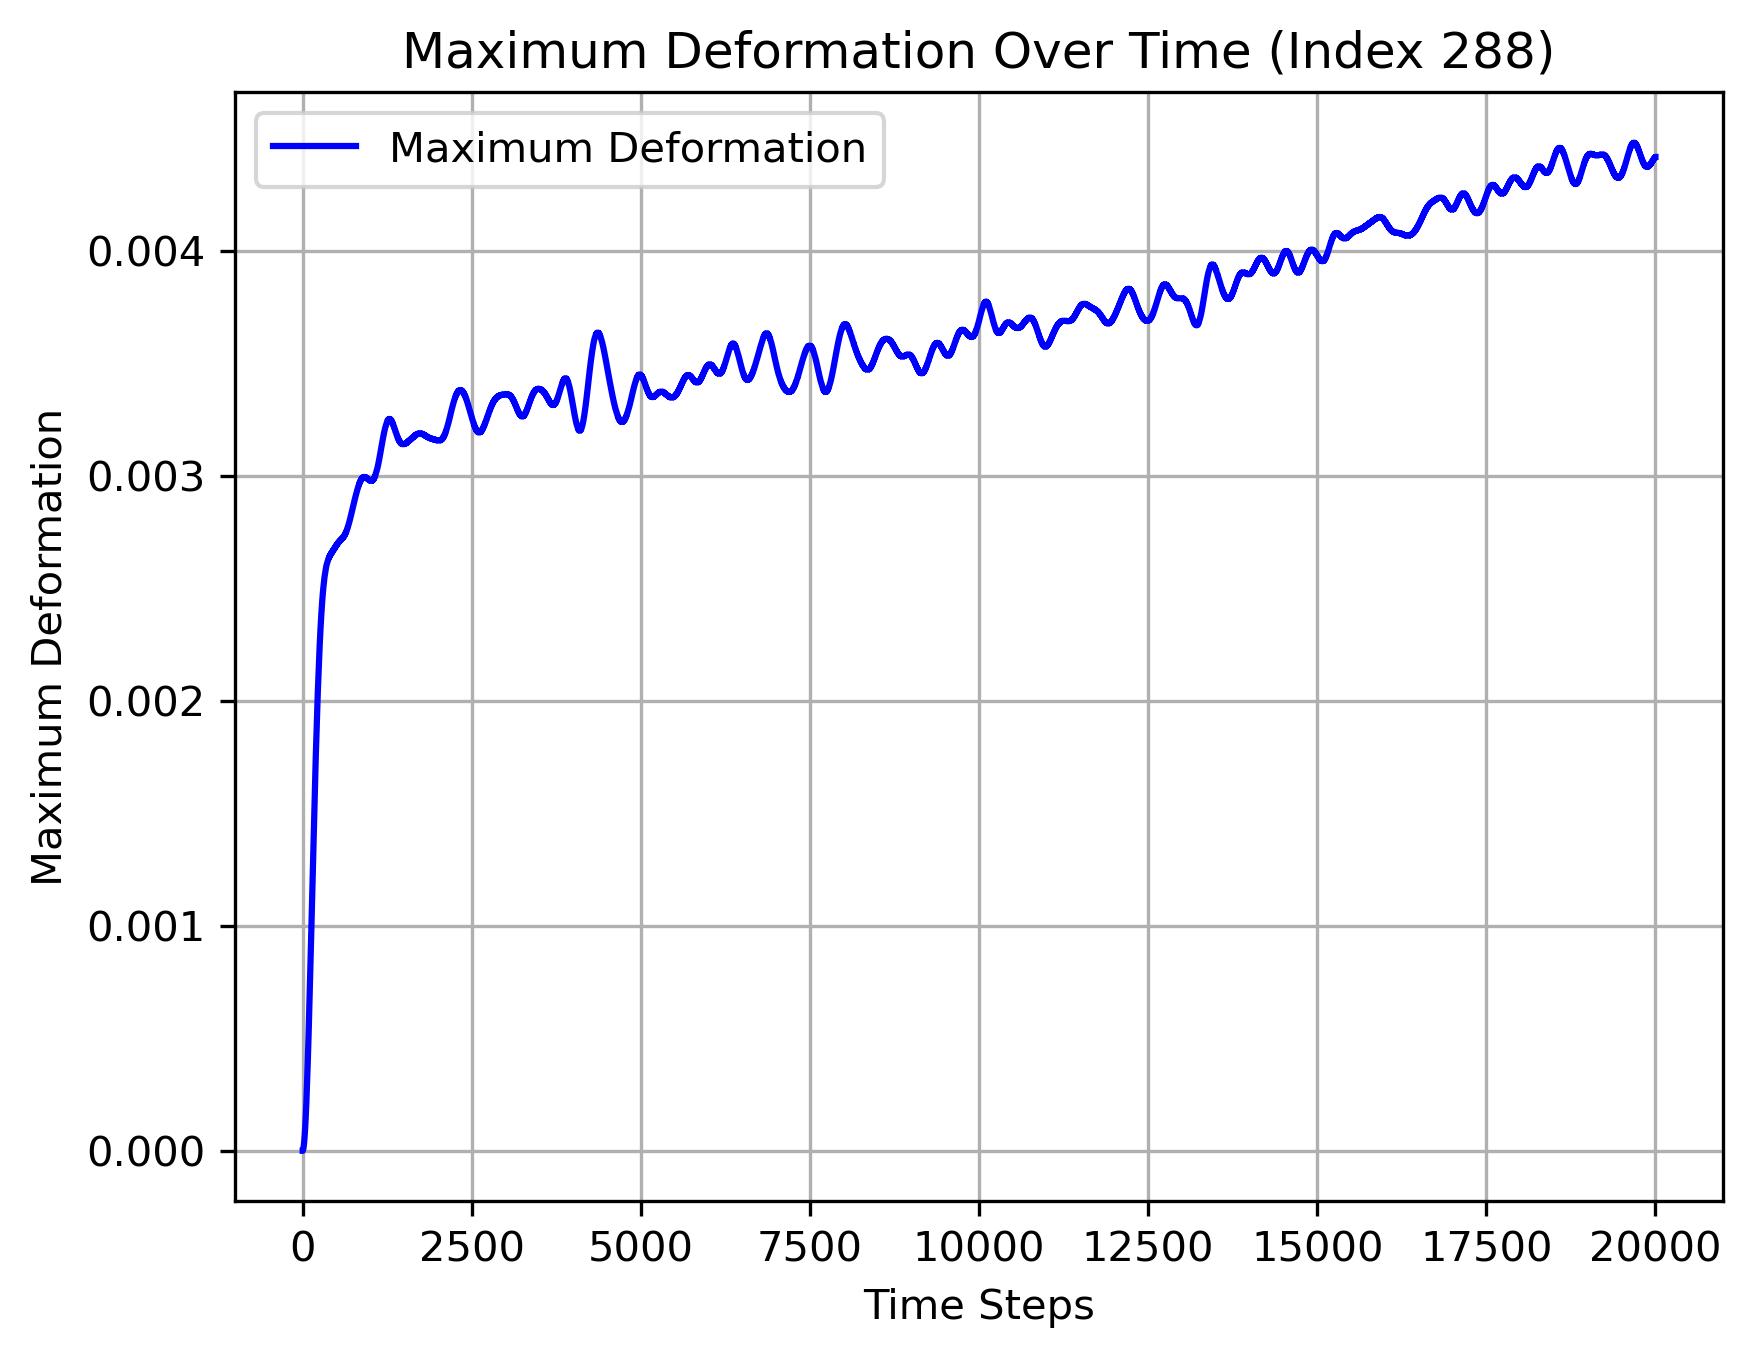 Maximum Deformation Over Time (Index 288)
Maximum Deformation
0.004
0.003
0.002
0.001
0.000
Maximum Deformation
0 2500 5000 7500 10000 12500 15000 17500 20000
Time Steps